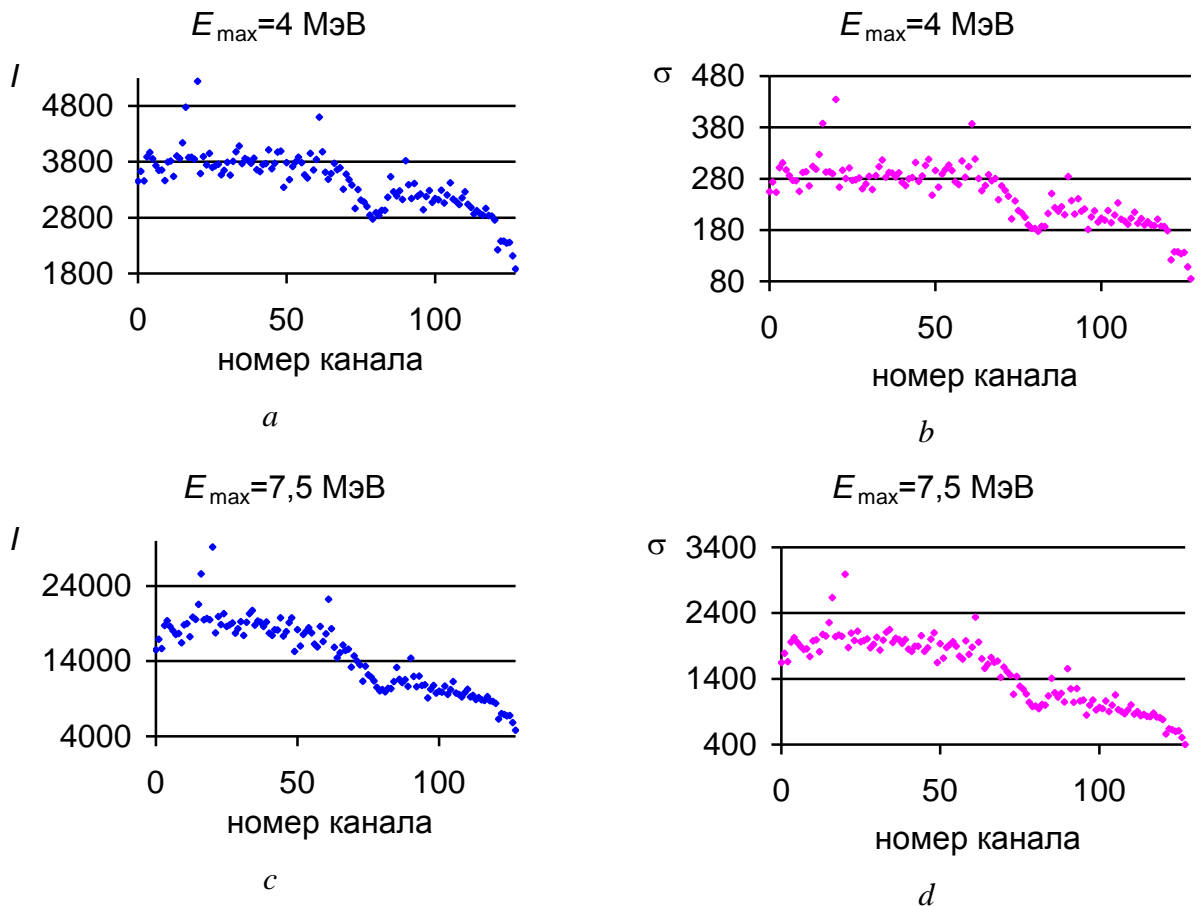 E max=4 МэВ
I
4800
3800
2800
1800
0 50 100
номер канала
a
E max=4 МэВ
σ
480
380
280
180
80
0 50 100
номер канала
b
E max=7,5 МэВ
I
24000
14000
4000
0 50 100
номер канала
c
E max=7,5 МэВ
σ
3400
2400
1400
400
0 50 100
номер канала
d